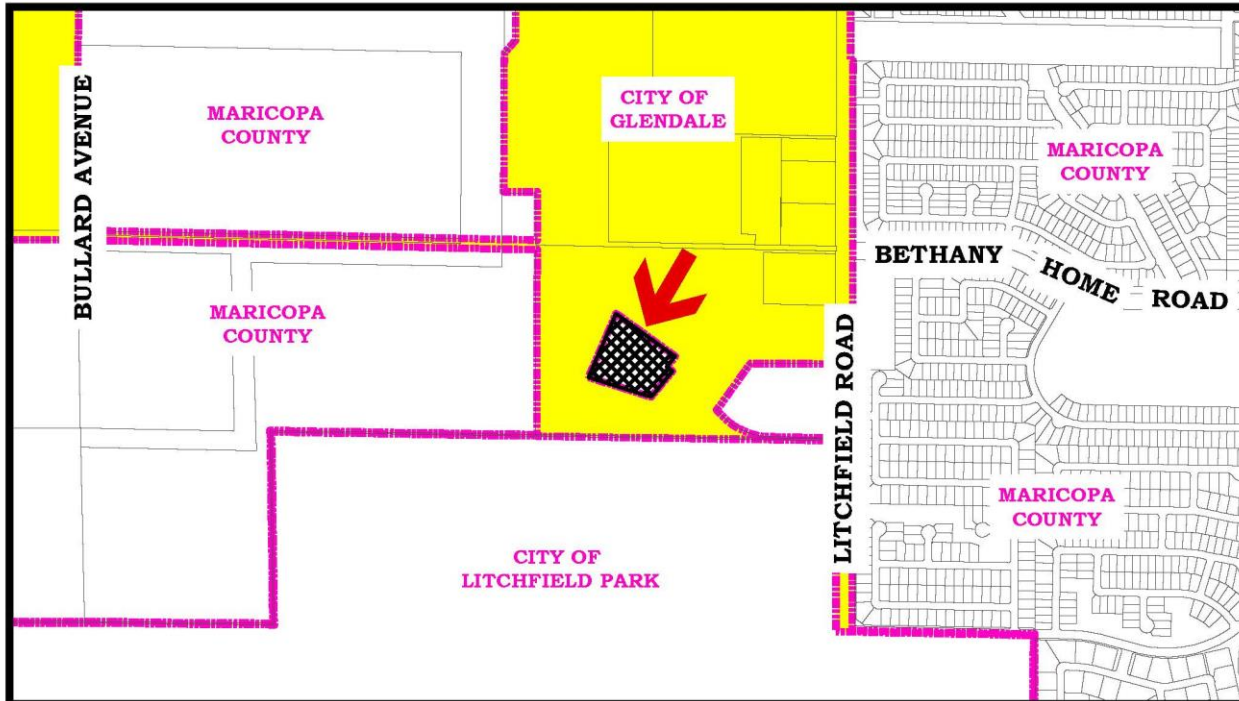 MARICOPA
COUNTY
CITY OF
GLENDALE
MARICOPA
COUNTY
BULLARD AVENUE
BETHANY HOME ROAD
MARICOPA
COUNTY
LITCHFIELD ROAD
MARICOPA
COUNTY
CITY OF
LITCHFIELD PARK